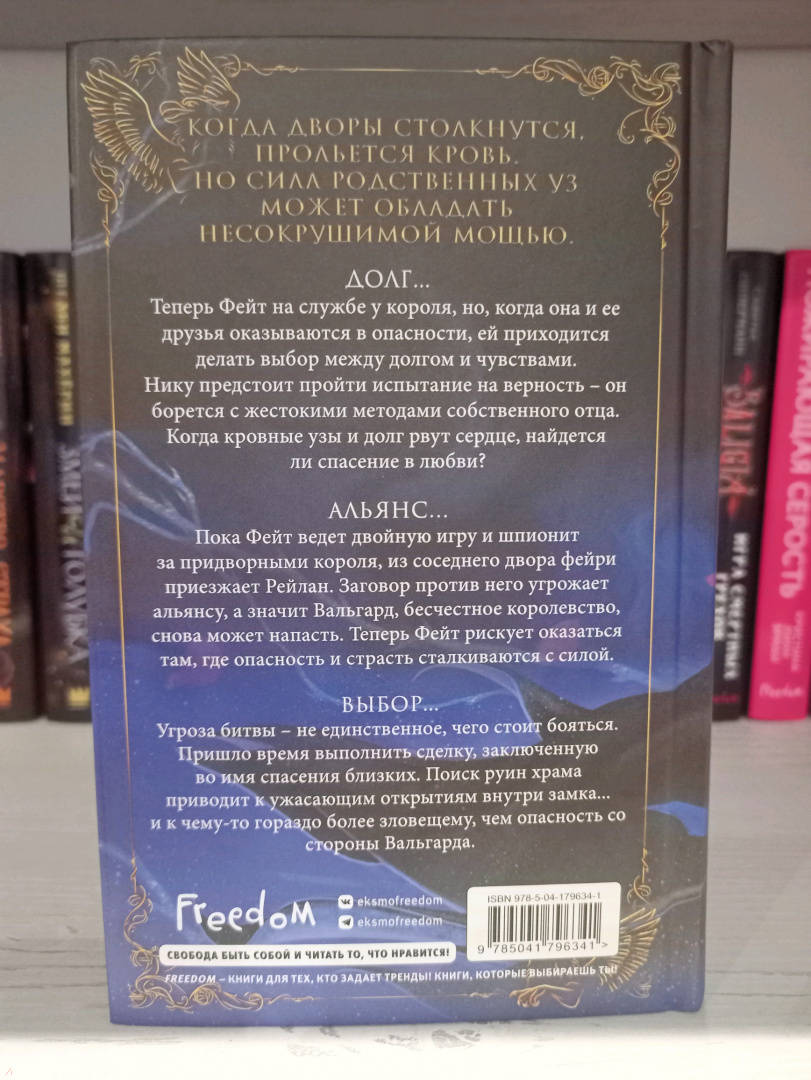 КОГДА ДВОРЫ СТОЛКНУТСЯ,
ПРОЛЬЕТСЯ КРОВЬ.
НО СИЛА РОДСТВЕННЫХ УЗ
МОЖЕТ ОБЛАДАТЬ
НЕСОКРУШИМОЙ МОЩЬЮ.
ДОЛГ...
Теперь Фейт на службе у короля, но, когда она и ее
друзья оказываются в опасности, ей приходится
делать выбор между долгом и чувствами.
Нику предстоит пройти испытание на верность – он
борется с жестокими методами собственного отца.
Когда кровные узы и долг рвут сердце, найдется
ли спасение в любви?
АЛЬЯНС...
Пока Фейт ведет двойную игру и шпионит
за придворными короля, из соседнего двора фейри
приезжает Рейлан. Заговор против него угрожает
альянсу, а значит Вальгард, бесчестное королевство,
снова может напасть. Теперь Фейт рискует оказаться
там, где опасность и страсть сталкиваются с силой.
ВЫБОР...
Угроза битвы – не единственное, чего стоит бояться.
Пришло время выполнить сделку, заключенную
во имя спасения близких. Поиск руин храма
приводит к ужасающим открытиям внутри замка...
и к чему-то гораздо более зловещему, чем опасность со
стороны Вальгарда.
Freedom
eksmofreedom
eksmofreedom
СВОБОДА БЫТЬ СОБОЙ И ЧИТАТЬ ТО, ЧТО НРАВИТСЯ!
FREEDOM – КНИГИ ДЛЯ ТЕХ, КТО ЗАДАЕТ ТРЕНДЫ! КНИГИ, КОТОРЫЕ ВЫБИРАЕШЬ ТЫ!
ISBN 978-5-04-179634-1
9 785041 796341 >
ИГРА СМЕРТНЫХ
ГРЕХОВ
СЕРОСТЬ
Freedom